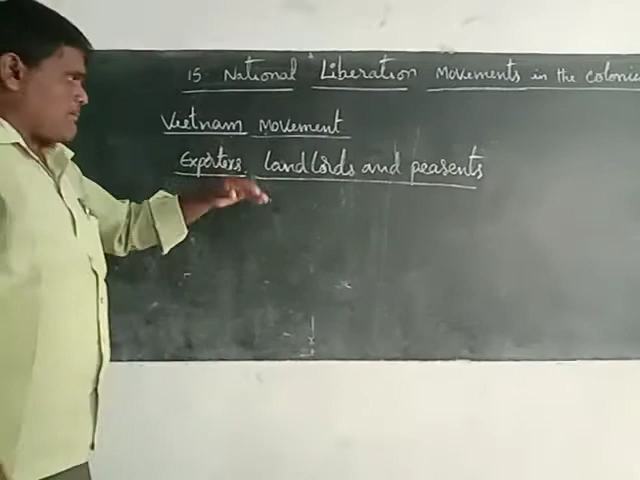 15 National Liberation Movements in the Colonies
Vietnam Movement
Exporters, landlords and peasents